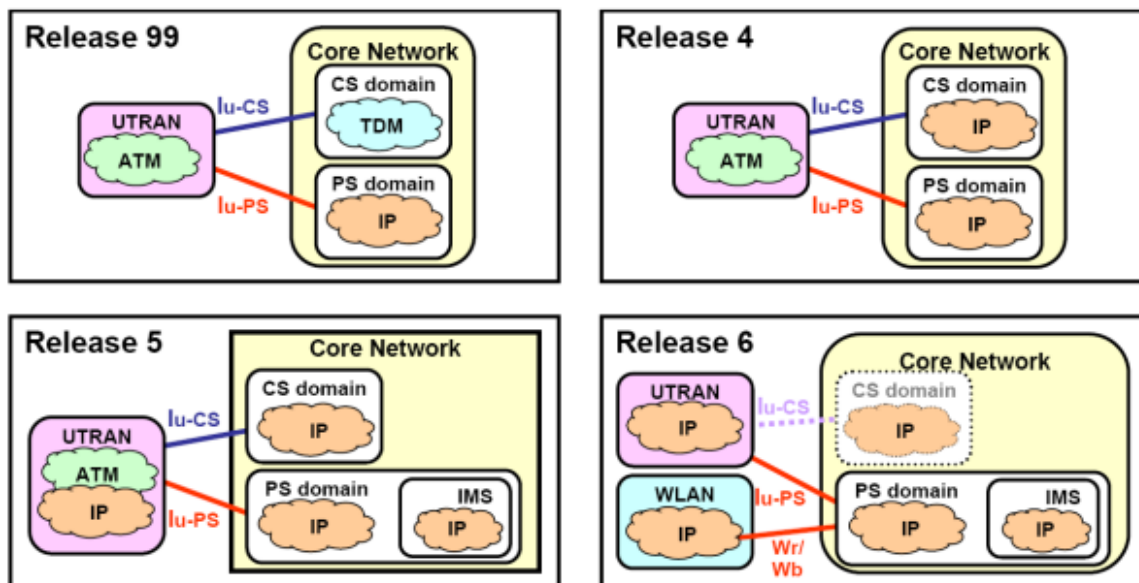 Release 99
Core Network
CS domain
TDM
Iu-CS
UTRAN
ATM
Iu-PS
PS domain
IP
Release 4
Core Network
CS domain
IP
Iu-CS
UTRAN
ATM
Iu-PS
PS domain
IP
Release 5
Core Network
CS domain
IP
Iu-CS
UTRAN
ATM
IP
Iu-PS
PS domain
IP
IMS
IP
Release 6
Core Network
UTRAN
IP
Iu-CS
CS domain
IP
WLAN
IP
Iu-PS
Wr/
Wb
PS domain
IP
IMS
IP